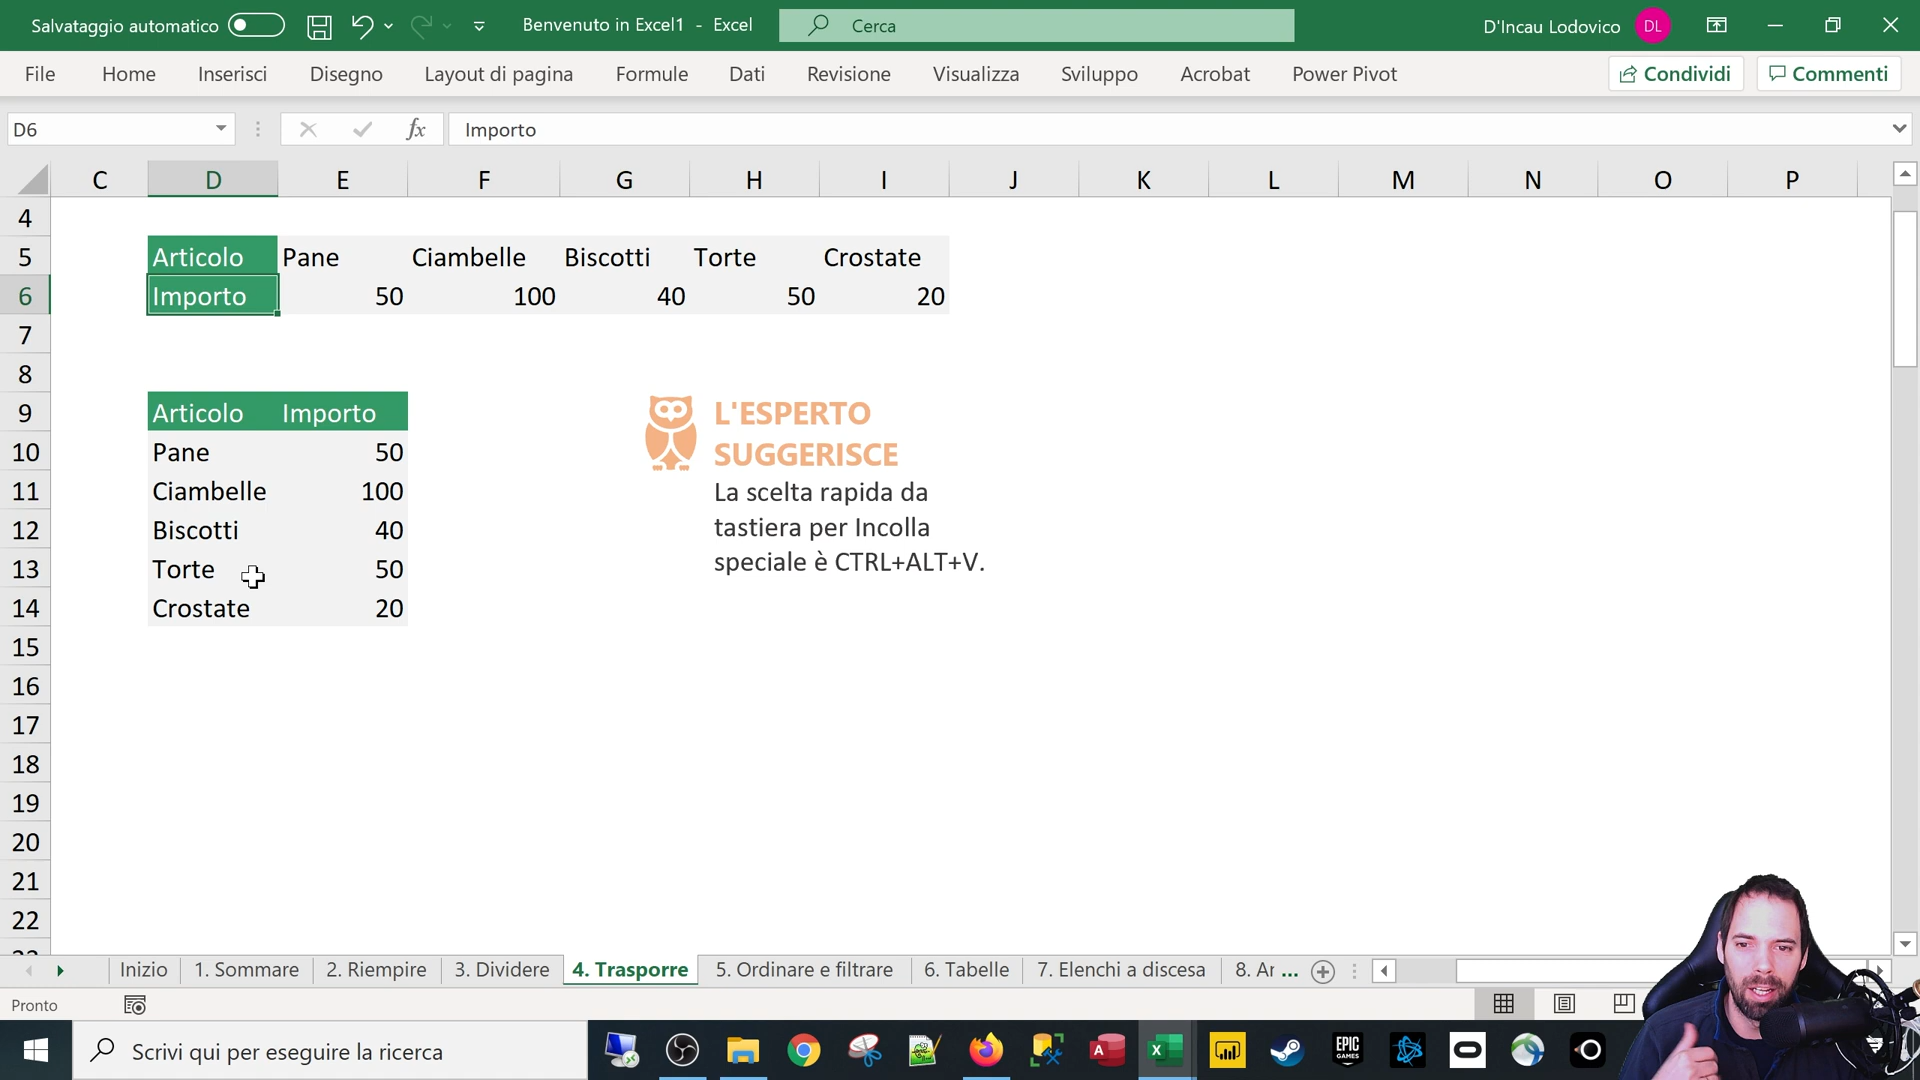 Salvataggio automatico
Benvenuto in Excel1 - Excel
Cerca
D'Incau Lodovico
DL
File Home Inserisci Disegno Layout di pagina Formule Dati Revisione Visualizza Sviluppo Acrobat Power Pivot
Condividi
Commenti
D6
fx
Importo
C D E F G H I J K L M N O P
4
5 Articolo Pane Ciambelle Biscotti Torte Crostate
6 Importo 50 100 40 50 20
7
8
9 Articolo Importo
10 Pane 50
11 Ciambelle 100
12 Biscotti 40
13 Torte 50
14 Crostate 20
15
16
17
18
19
20
21
22
L'ESPERTO
SUGGERISCE
La scelta rapida da
tastiera per Incolla
speciale è CTRL+ALT+V.
Inizio 1. Sommare 2. Riempire 3. Dividere 4. Trasporre 5. Ordinare e filtrare 6. Tabelle 7. Elenchi a discesa 8. Ar ...
Pronto
Scrivi qui per eseguire la ricerca
A
X
EPIC
GAMES